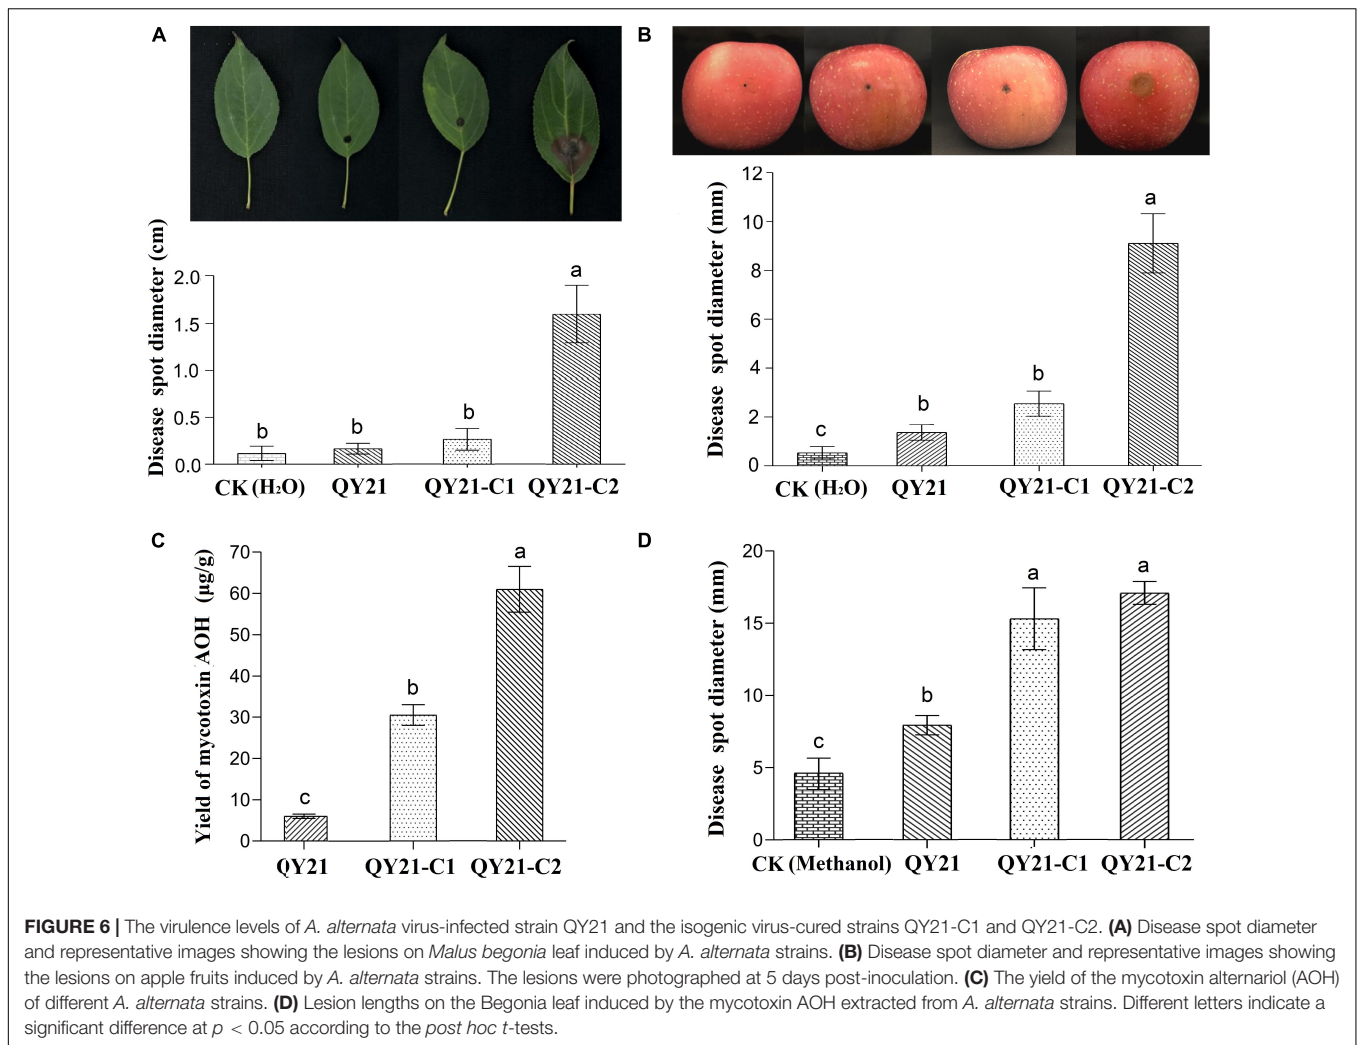 A
B
Disease spot diameter (cm)
2.0
1.5
1.0
0.5
0.0
b
b
b
a
CK (H₂O)
QY21
QY21-C1
QY21-C2
Disease spot diameter (mm)
12
10
8
6
4
2
0
c
b
b
a
CK (H₂O)
QY21
QY21-C1
QY21-C2
C
D
Yield of mycotoxin AOH (μg/g)
70
60
50
40
30
20
10
0
c
b
a
QY21
QY21-C1
QY21-C2
Disease spot diameter (mm)
20
15
10
5
0
c
b
a
a
CK (Methanol)
QY21
QY21-C1
QY21-C2
FIGURE 6 | The virulence levels of A. alternata virus-infected strain QY21 and the isogenic virus-cured strains QY21-C1 and QY21-C2. (A) Disease spot diameter
and representative images showing the lesions on Malus begonia leaf induced by A. alternata strains. (B) Disease spot diameter and representative images showing
the lesions on apple fruits induced by A. alternata strains. The lesions were photographed at 5 days post-inoculation. (C) The yield of the mycotoxin alternariol (AOH)
of different A. alternata strains. (D) Lesion lengths on the Begonia leaf induced by the mycotoxin AOH extracted from A. alternata strains. Different letters indicate a
significant difference at p < 0.05 according to the post hoc t-tests.